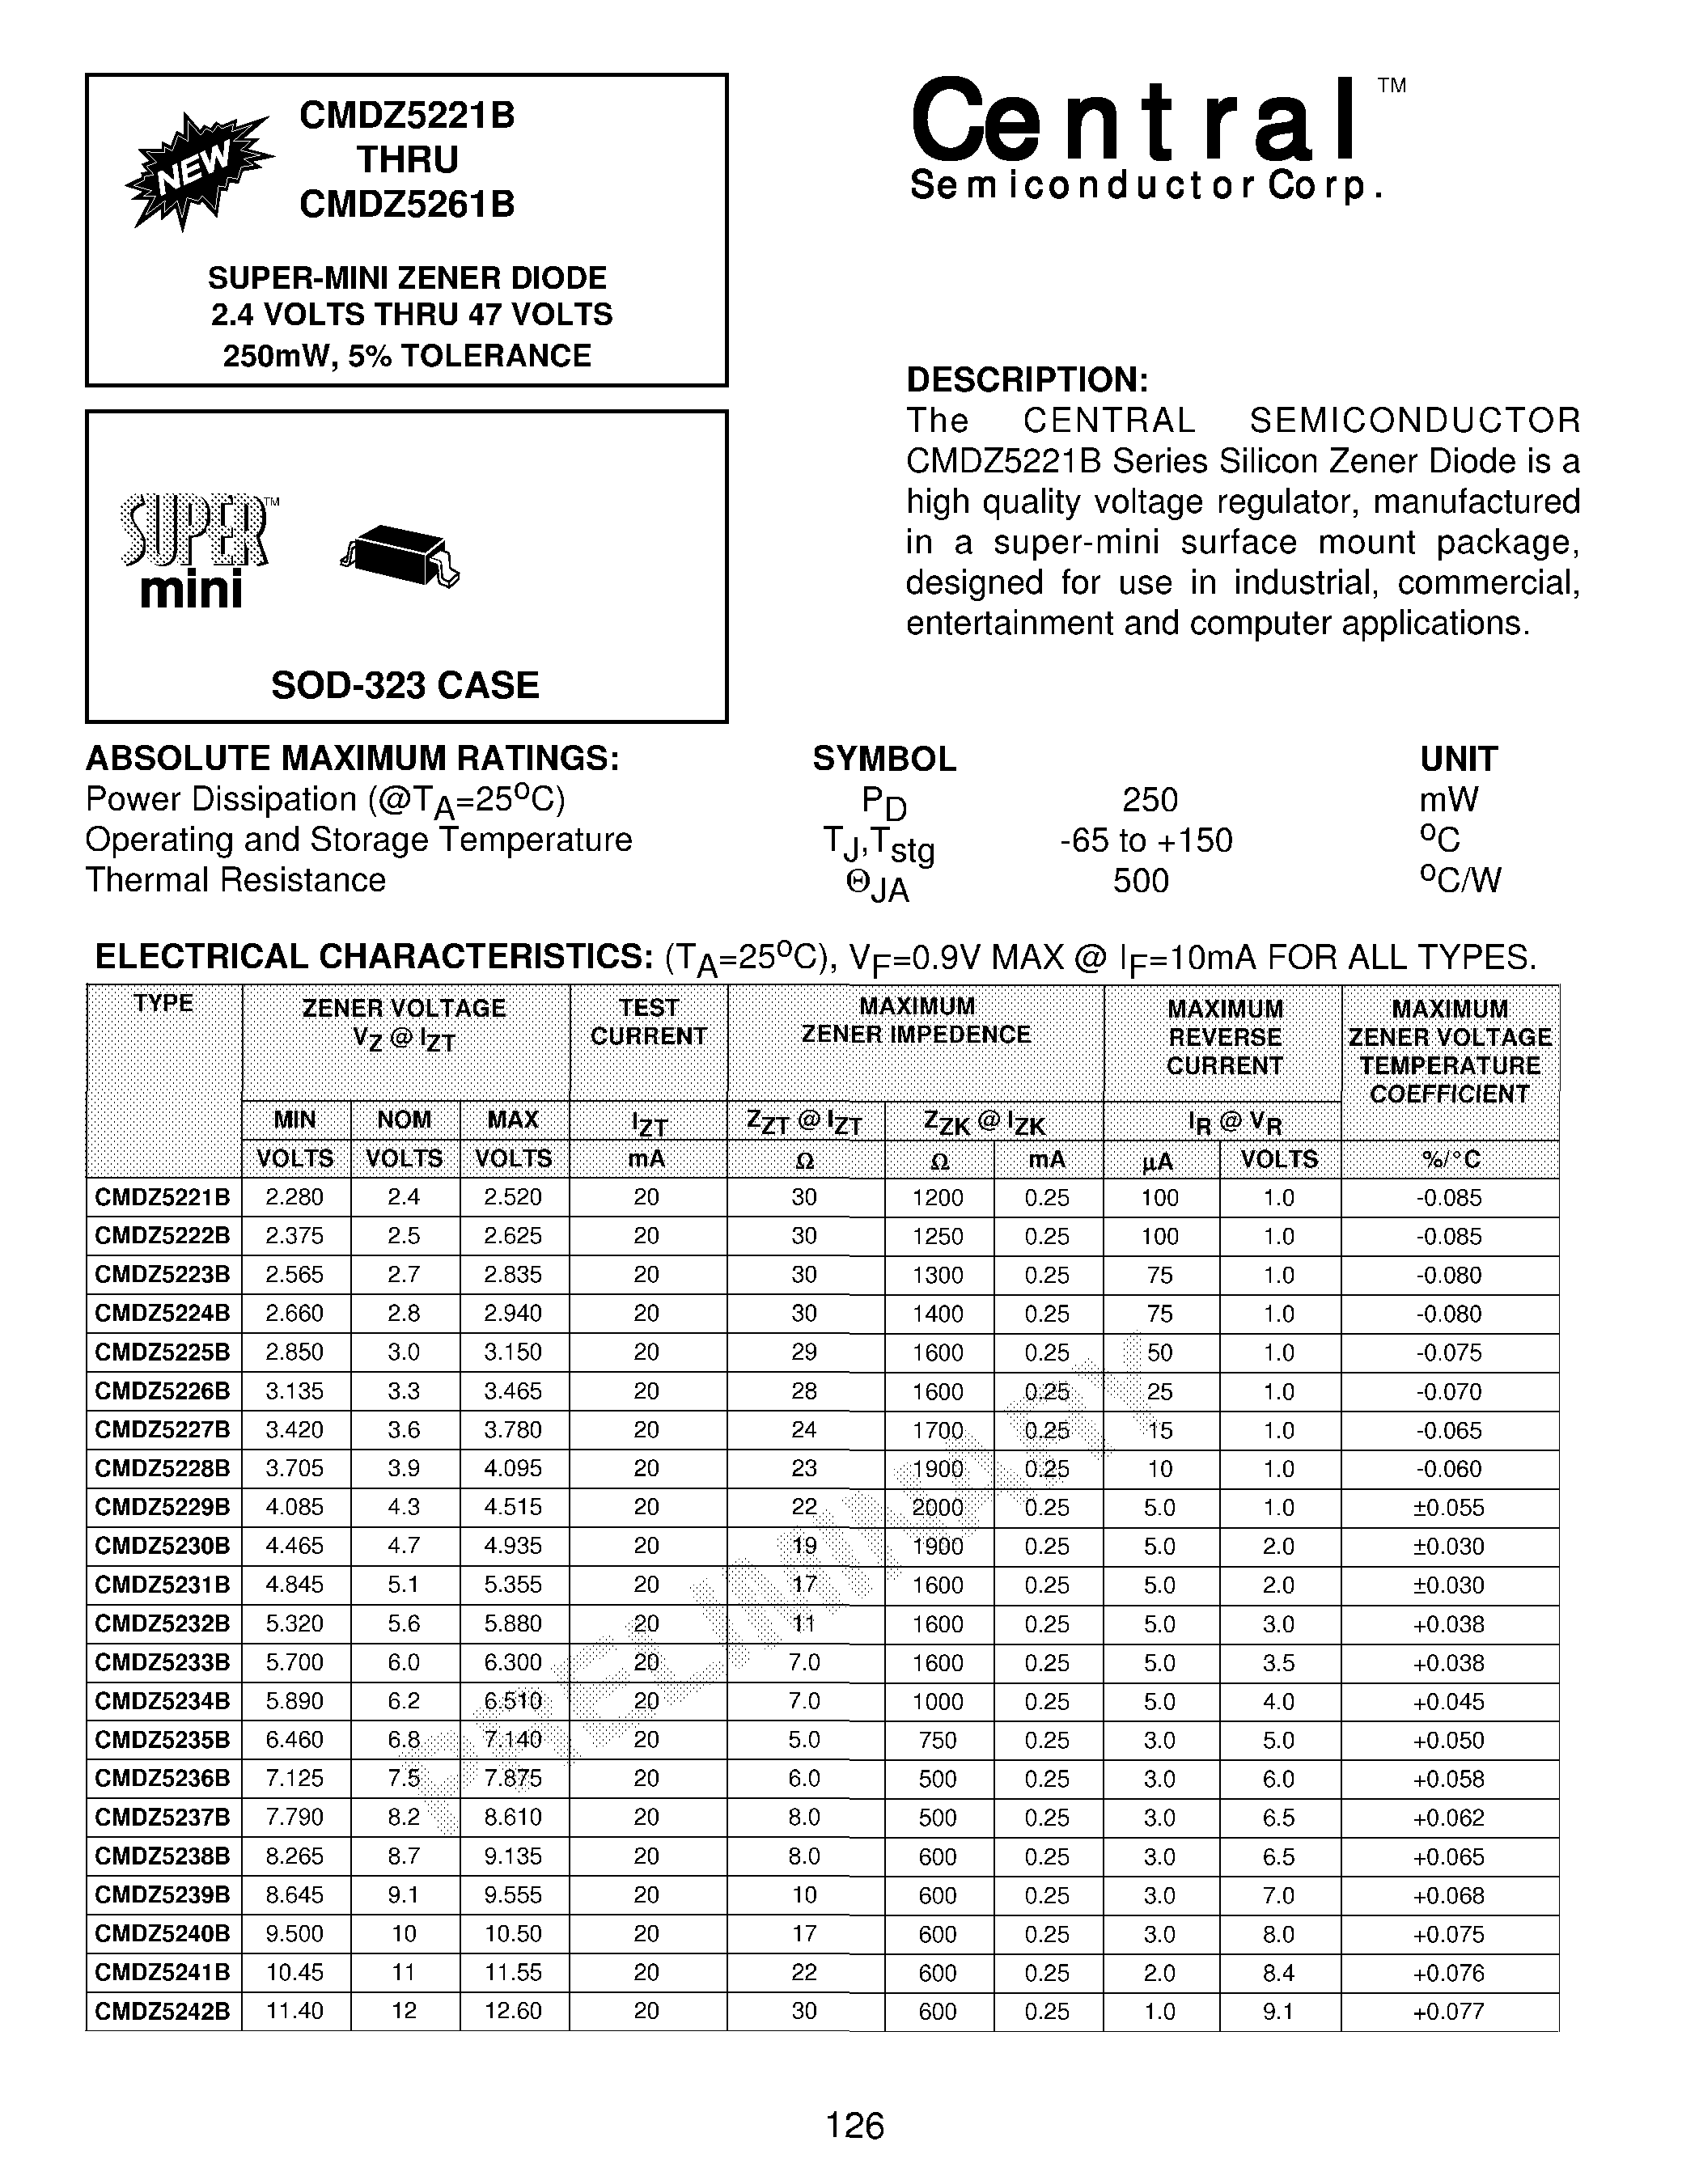 NEW
CMDZ5221B
THRU
CMDZ5261B
SUPER-MINI ZENER DIODE
2.4 VOLTS THRU 47 VOLTS
250mW, 5% TOLERANCE
Central™
Semiconductor Corp.
SUPER™
mini
SOD-323 CASE
DESCRIPTION:
The CENTRAL SEMICONDUCTOR
CMDZ5221B Series Silicon Zener Diode is a
high quality voltage regulator, manufactured
in a super-mini surface mount package,
designed for use in industrial, commercial,
entertainment and computer applications.
ABSOLUTE MAXIMUM RATINGS: SYMBOL UNIT
Power Dissipation (@TA=25°C) PD 250 mW
Operating and Storage Temperature TJ,Tstg -65 to +150 °C
Thermal Resistance ΘJA 500 °C/W
ELECTRICAL CHARACTERISTICS: (TA=25°C), VF=0.9V MAX @ IF=10mA FOR ALL TYPES.
TYPE ZENER VOLTAGE TEST MAXIMUM MAXIMUM MAXIMUM
VZ @ IZT CURRENT ZENER IMPEDENCE REVERSE ZENER VOLTAGE
CURRENT TEMPERATURE
COEFFICIENT
MIN NOM MAX IZT ZZT @ IZT ZZK @ IZK IR @ VR
VOLTS VOLTS VOLTS mA Ω Ω mA µA VOLTS %/°C
CMDZ5221B 2.280 2.4 2.520 20 30 1200 0.25 100 1.0 -0.085
CMDZ5222B 2.375 2.5 2.625 20 30 1250 0.25 100 1.0 -0.085
CMDZ5223B 2.565 2.7 2.835 20 30 1300 0.25 75 1.0 -0.080
CMDZ5224B 2.660 2.8 2.940 20 30 1400 0.25 75 1.0 -0.080
CMDZ5225B 2.850 3.0 3.150 20 29 1600 0.25 50 1.0 -0.075
CMDZ5226B 3.135 3.3 3.465 20 28 1600 0.25 25 1.0 -0.070
CMDZ5227B 3.420 3.6 3.780 20 24 1700 0.25 15 1.0 -0.065
CMDZ5228B 3.705 3.9 4.095 20 23 1900 0.25 10 1.0 -0.060
CMDZ5229B 4.085 4.3 4.515 20 22 2000 0.25 5.0 1.0 ±0.055
CMDZ5230B 4.465 4.7 4.935 20 19 1900 0.25 5.0 2.0 ±0.030
CMDZ5231B 4.845 5.1 5.355 20 17 1600 0.25 5.0 2.0 ±0.030
CMDZ5232B 5.320 5.6 5.880 20 11 1600 0.25 5.0 3.0 +0.038
CMDZ5233B 5.700 6.0 6.300 20 7.0 1600 0.25 5.0 3.5 +0.038
CMDZ5234B 5.890 6.2 6.510 20 7.0 1000 0.25 5.0 4.0 +0.045
CMDZ5235B 6.460 6.8 7.140 20 5.0 750 0.25 3.0 5.0 +0.050
CMDZ5236B 7.125 7.5 7.875 20 6.0 500 0.25 3.0 6.0 +0.058
CMDZ5237B 7.790 8.2 8.610 20 8.0 500 0.25 3.0 6.5 +0.062
CMDZ5238B 8.265 8.7 9.135 20 8.0 600 0.25 3.0 6.5 +0.065
CMDZ5239B 8.645 9.1 9.555 20 10 600 0.25 3.0 7.0 +0.068
CMDZ5240B 9.500 10 10.50 20 17 600 0.25 3.0 8.0 +0.075
CMDZ5241B 10.45 11 11.55 20 22 600 0.25 2.0 8.4 +0.076
CMDZ5242B 11.40 12 12.60 20 30 600 0.25 1.0 9.1 +0.077
PRELIMINARY
126